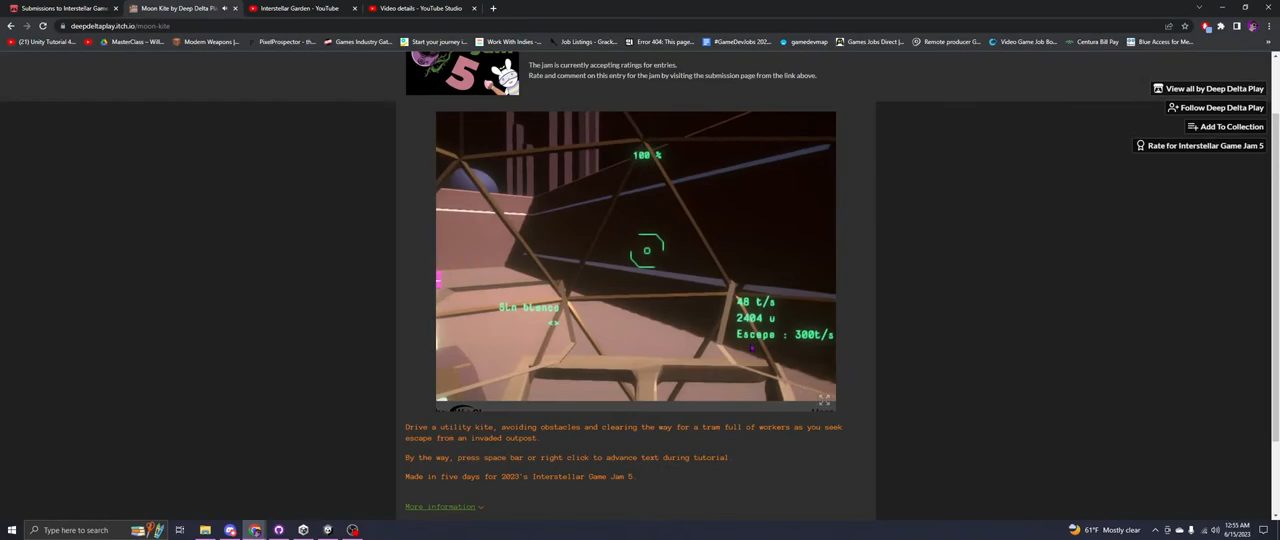 Submissions to Interstellar Game
Moon Kite by Deep Delta Pla
Interstellar Garden - YouTube
Video details - YouTube Studio
deepdeltaplay.itch.io/moon-kite
(21) Unity Tutorial 4...
MasterClass – Will...
Modern Weapons |...
PixelProspector - th...
Games Industry Gat...
Start your journey i...
Work With Indies -...
Job Listings - Grack...
Error 404: This page...
#GameDevJobs 202...
gamedevmap
Games Jobs Direct |...
Remote producer G...
Video Game Job Bo...
Centura Bill Pay
Blue Access for Me...
5
The jam is currently accepting ratings for entries.
Rate and comment on this entry for the jam by visiting the submission page from the link above.
View all by Deep Delta Play
Follow Deep Delta Play
Add To Collection
Rate for Interstellar Game Jam 5
100 %
<>
48 t/s
2404 u
Escape : 300t/s
Drive a utility kite, avoiding obstacles and clearing the way for a tram full of workers as you seek
escape from an invaded outpost.
By the way, press space bar or right click to advance text during tutorial.
Made in five days for 2023's Interstellar Game Jam 5.
More information
Type here to search
61°F Mostly clear
12:55 AM
6/15/2023